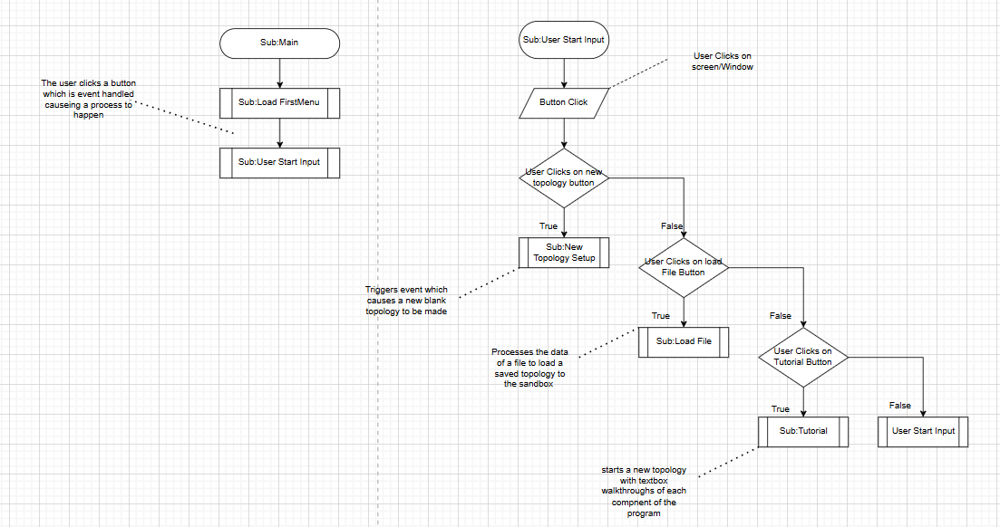 Sub:Main
The user clicks a button
which is event handled
causeing a process to
happen
Sub:Load FirstMenu
Sub:User Start Input
Sub:User Start Input
User Clicks on
screen/Window
Button Click
User Clicks on new
topology button
True
False
Sub:New
Topology Setup
User Clicks on load
File Button
Triggers event which
causes a new blank
topology to be made
True
False
Sub:Load File
Processes the data
of a file to load a
saved topology to
the sandbox
User Clicks on
Tutorial Button
True
False
Sub:Tutorial
User Start Input
starts a new topology
with textbox
walkthroughs of each
compnent of the
program